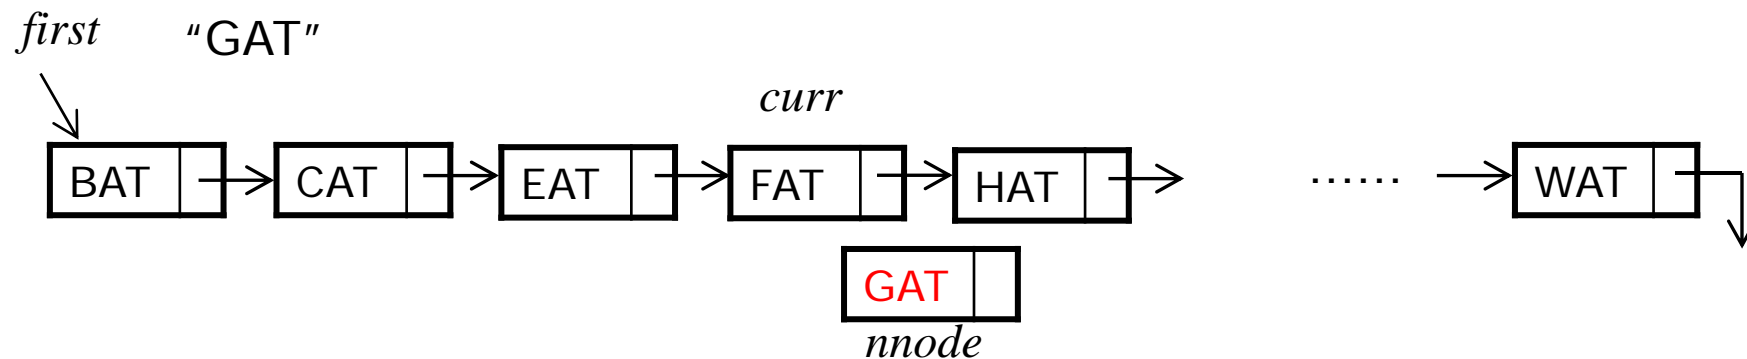 first “GAT”
curr
BAT CAT EAT FAT HAT ...... WAT
GAT
nnode